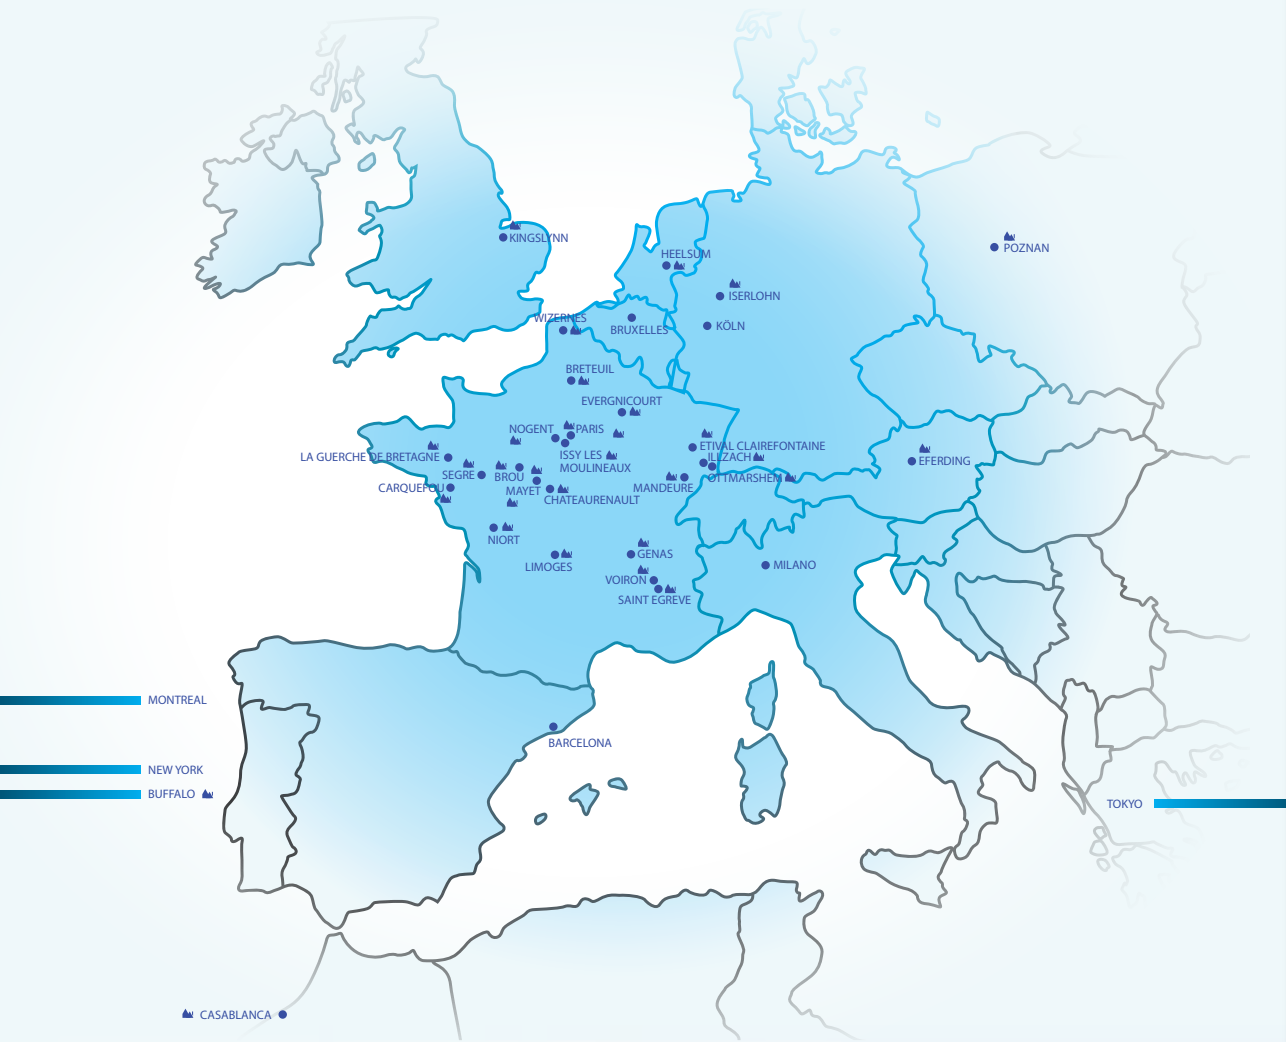 KINGSLYNN
POZNAN
HEELSUM
ISERLOHN
WIZERNES
BRUXELLES
KÖLN
BRETEUIL
EVERGNICOURT
NOGENT
PARIS
ETIVAL CLAIREFONTAINE
LA GUERCHE DE BRETAGNE
ISSY LES
MOULINEAUX
ILLZACH
EFERDING
SEGRE
BROU
OTTMARSHEM
CARQUEFOU
MAYET
MANDEURE
CHATEAURENAULT
NIORT
GENAS
LIMOGES
MILANO
VOIRON
SAINT EGREVE
MONTREAL
BARCELONA
NEW YORK
BUFFALO
TOKYO
CASABLANCA